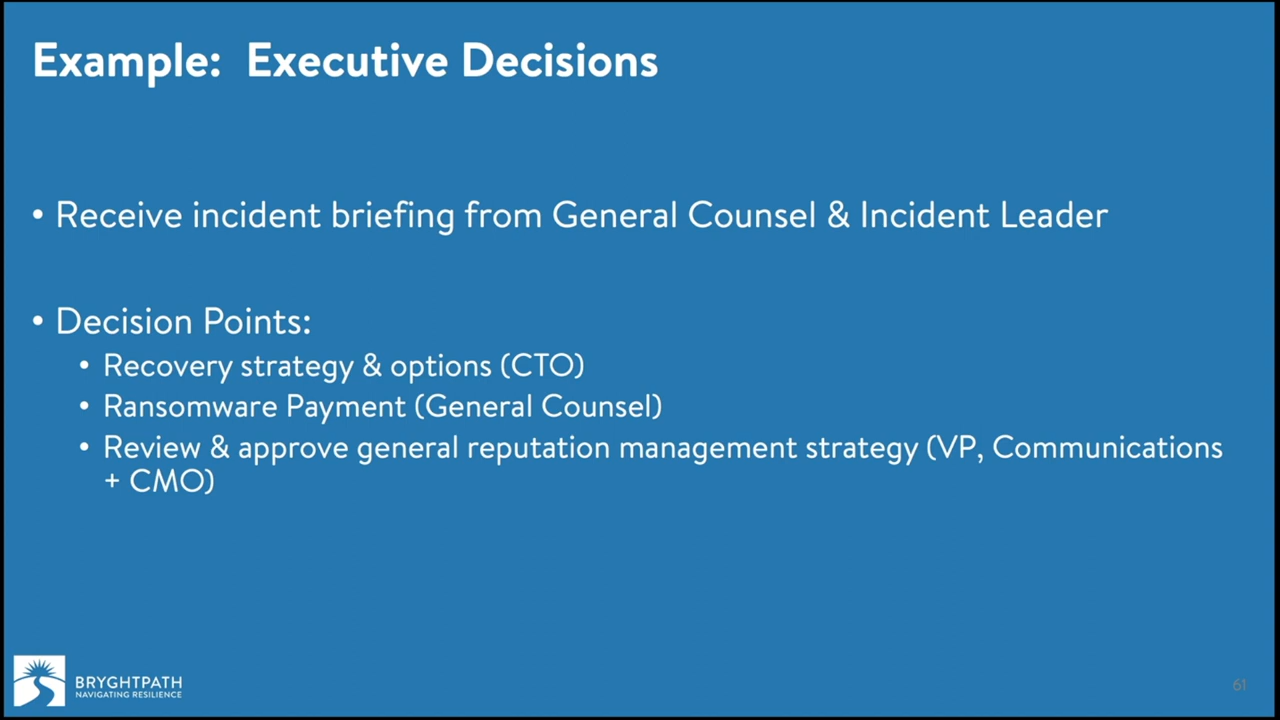 Example: Executive Decisions
• Receive incident briefing from General Counsel & Incident Leader
• Decision Points:
• Recovery strategy & options (CTO)
• Ransomware Payment (General Counsel)
• Review & approve general reputation management strategy (VP, Communications
+ CMO)
BRYGHTPATH
NAVIGATING RESILIENCE
61